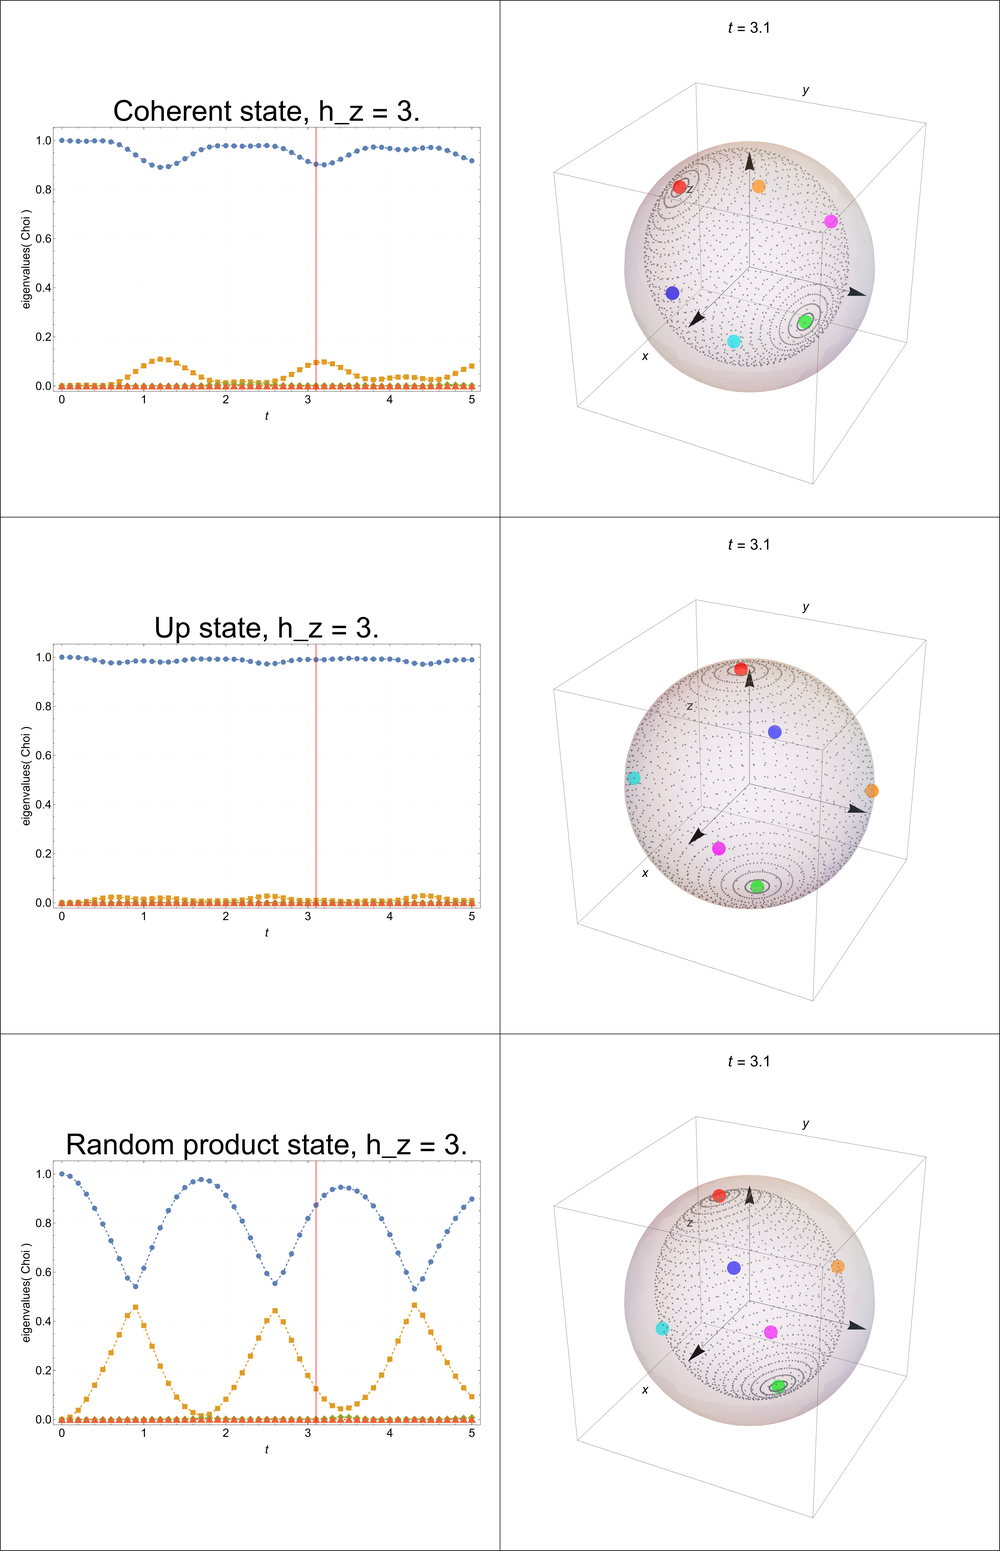 t = 3.1
y
Coherent state, h_z = 3.
1.0
0.8
0.6
0.4
0.2
0.0
eigenvalues( Choi )
0 1 2 3 4 5
t
z
x
t = 3.1
y
Up state, h_z = 3.
1.0
0.8
0.6
0.4
0.2
0.0
eigenvalues( Choi )
0 1 2 3 4 5
t
z
x
t = 3.1
y
Random product state, h_z = 3.
1.0
0.8
0.6
0.4
0.2
0.0
eigenvalues( Choi )
0 1 2 3 4 5
t
z
x